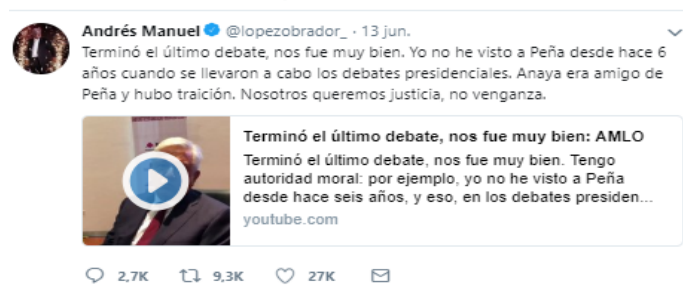 Andrés Manuel @lopezobrador_ · 13 jun.
Terminó el último debate, nos fue muy bien. Yo no he visto a Peña desde hace 6
años cuando se llevaron a cabo los debates presidenciales. Anaya era amigo de
Peña y hubo traición. Nosotros queremos justicia, no venganza.
Terminó el último debate, nos fue muy bien: AMLO
Terminó el último debate, nos fue muy bien. Tengo
autoridad moral: por ejemplo, yo no he visto a Peña
desde hace seis años, y eso, en los debates presiden...
youtube.com
2,7K 9,3K 27K